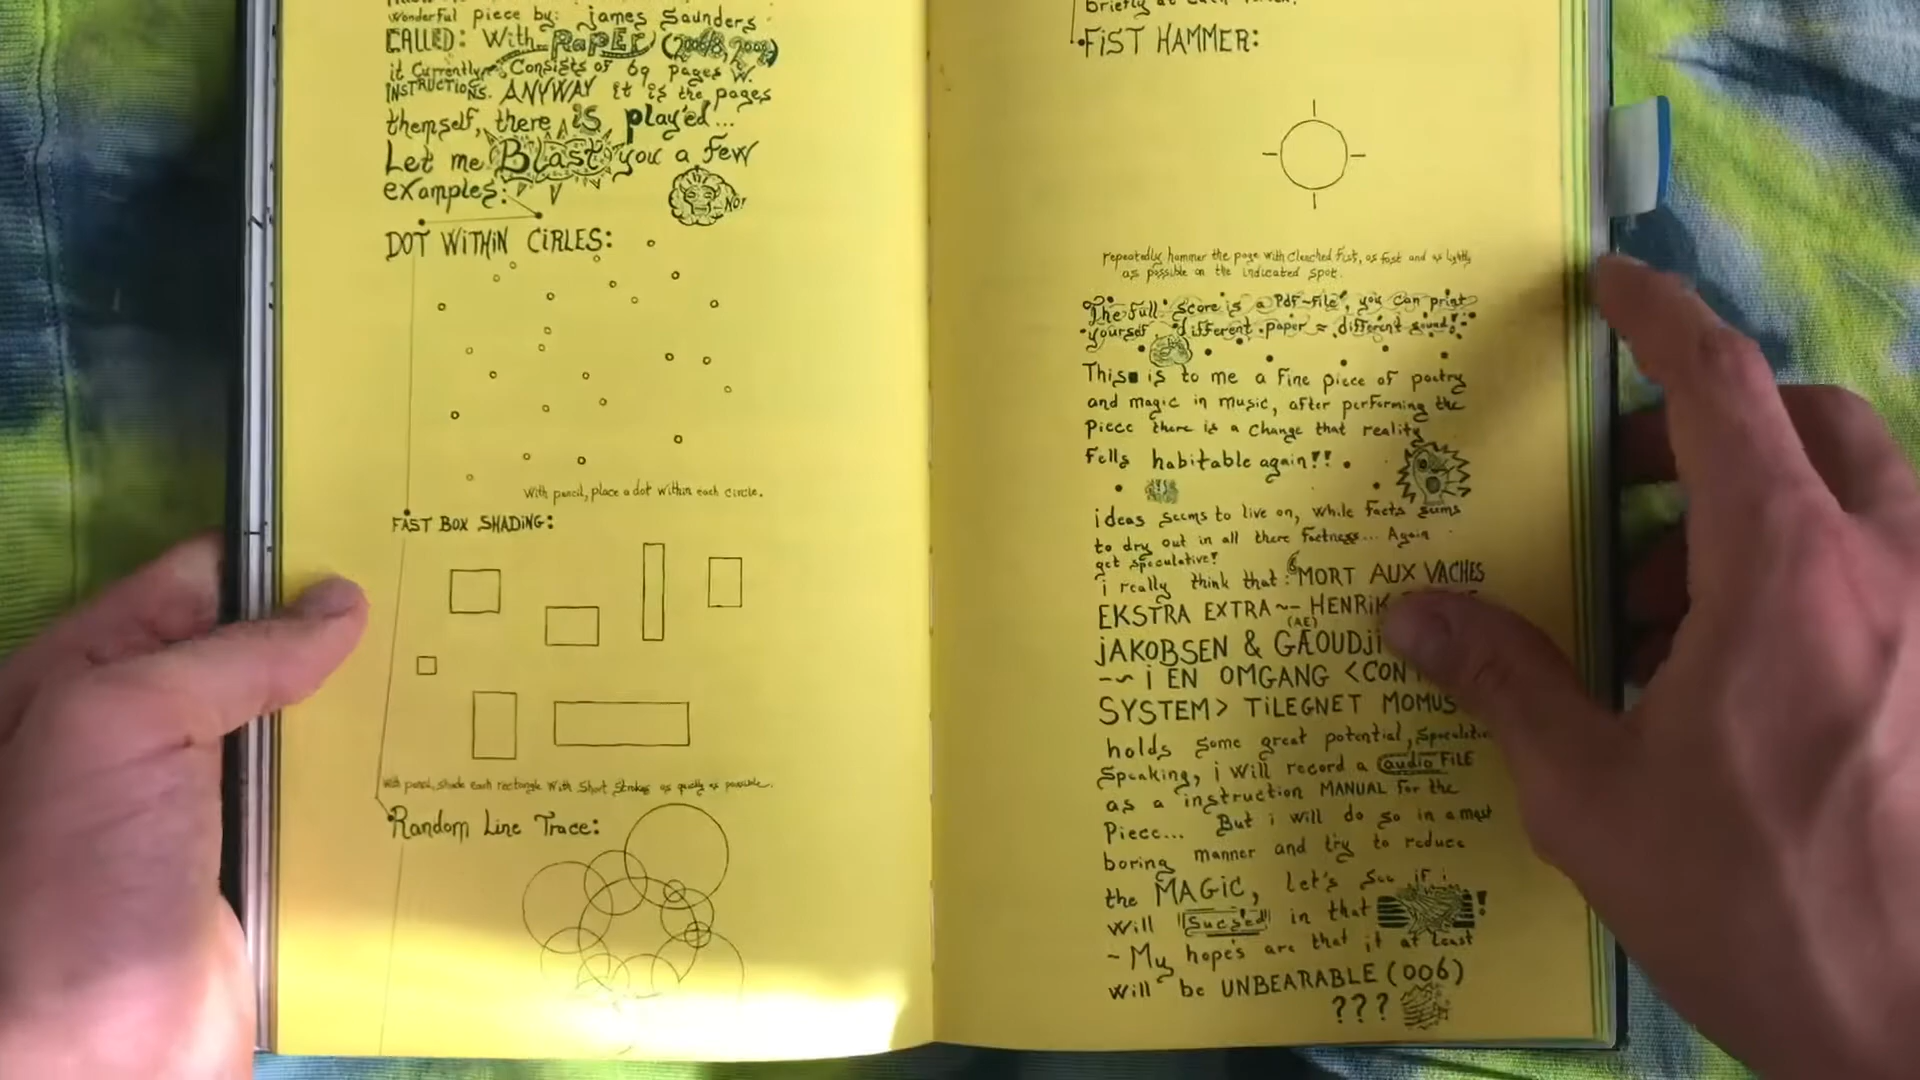 Wonderful piece by: james Saunders
CALLED: With PaPER (2006/8, 2009)
it Currently Consists of 69 pages W.
INSTRUCTIONS. ANYWAY it is the pages
themself, there is play'ed...
Let me Blast you a few
examples:
NO!
DOT WiTHiN CiRLES:
With pencil, place a dot within each circle.
FAST BOX SHADiNG:
With pencil, shade each rectangle With Short Strokes as quickly as possible.
Random Line Trace:
briefly at each
FiST HAMMER:
repeatedly hammer the page with Clenched Fist, as fast and as lightly
as possible on the indicated spot.
The full score is a Pdf~File, you can print
yourself. different paper ≈ different sound!
This is to me a fine piece of poetry
and magic in music, after performing the
Piece there is a change that reality
Fells habitable again!!
ideas seems to live on, while facts sums
to dry out in all there factness... Again
get speculative!
i really think that: MORT AUX VACHES
EKSTRA EXTRA ~- HENRiK
(AE)
jAKOBSEN & GÆOUDJi
-~ i EN OMGANG <CON
SYSTEM> TiLEGNET MOMUS
holds some great potential,
Speaking, i will record a audio FiLE
as a instruction MANUAL for the
Piece... But i will do so in a most
boring manner and try to reduce
the MAGiC, let's see if i
will Sucsed in that !
~ My hope's are that it at least
will be UNBEARABLE (006)
???